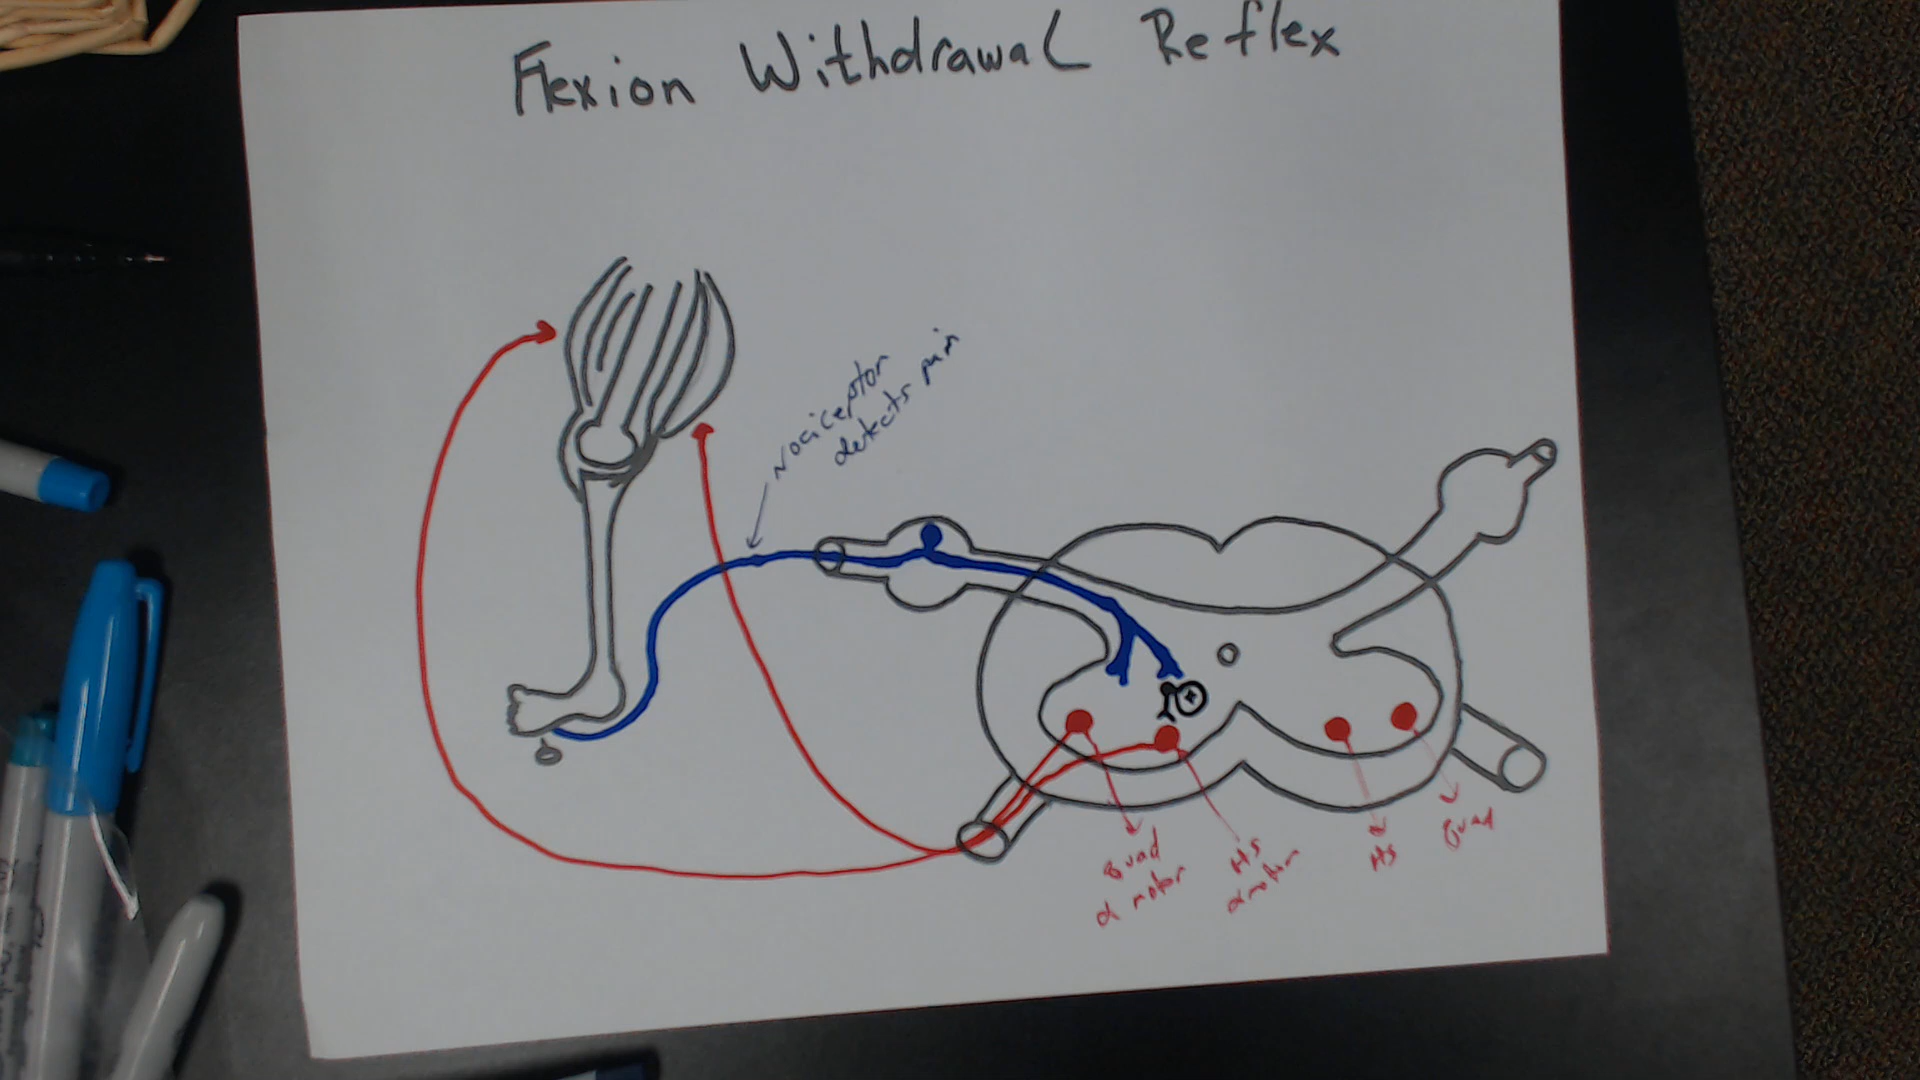 Flexion Withdrawal Reflex
Nociceptor
detects pain
+
Quad
α motor
HS
α motor
HS
Quad